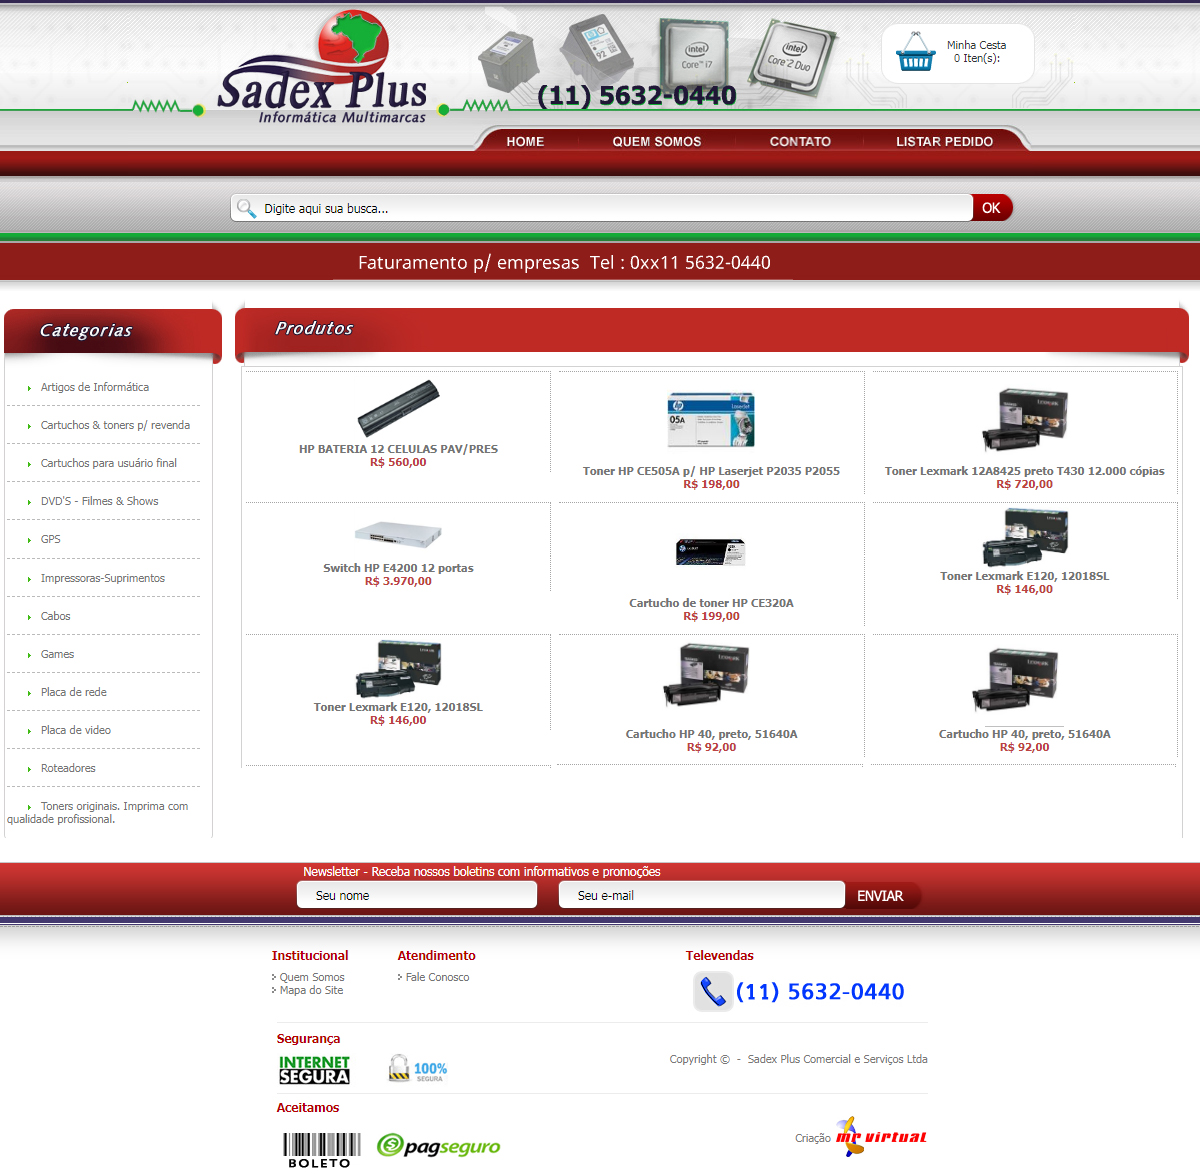 Sadex Plus
Informática Multimarcas
92
intel
Core™ i7
intel
Core™2 Duo
(11) 5632-0440
Minha Cesta
0 Iten(s):
HOME
QUEM SOMOS
CONTATO
LISTAR PEDIDO
Digite aqui sua busca...
OK
Faturamento p/ empresas  Tel : 0xx11 5632-0440
Categorias
Artigos de Informática
Cartuchos & toners p/ revenda
Cartuchos para usuário final
DVD'S - Filmes & Shows
GPS
Impressoras-Suprimentos
Cabos
Games
Placa de rede
Placa de video
Roteadores
Toners originais. Imprima com
qualidade profissional.
Produtos
HP BATERIA 12 CELULAS PAV/PRES
R$ 560,00
05A
LaserJet
Toner HP CE505A p/ HP Laserjet P2035 P2055
R$ 198,00
Toner Lexmark 12A8425 preto T430 12.000 cópias
R$ 720,00
Switch HP E4200 12 portas
R$ 3.970,00
Cartucho de toner HP CE320A
R$ 199,00
Toner Lexmark E120, 12018SL
R$ 146,00
Toner Lexmark E120, 12018SL
R$ 146,00
Cartucho HP 40, preto, 51640A
R$ 92,00
Cartucho HP 40, preto, 51640A
R$ 92,00
Newsletter - Receba nossos boletins com informativos e promoções
Seu nome
Seu e-mail
ENVIAR
Institucional
Quem Somos
Mapa do Site
Atendimento
Fale Conosco
Televendas
(11) 5632-0440
Segurança
INTERNET
SEGURA
100%
SEGURA
Copyright ©  -  Sadex Plus Comercial e Serviços Ltda
Aceitamos
BOLETO
pagseguro
Criação
mr virtual